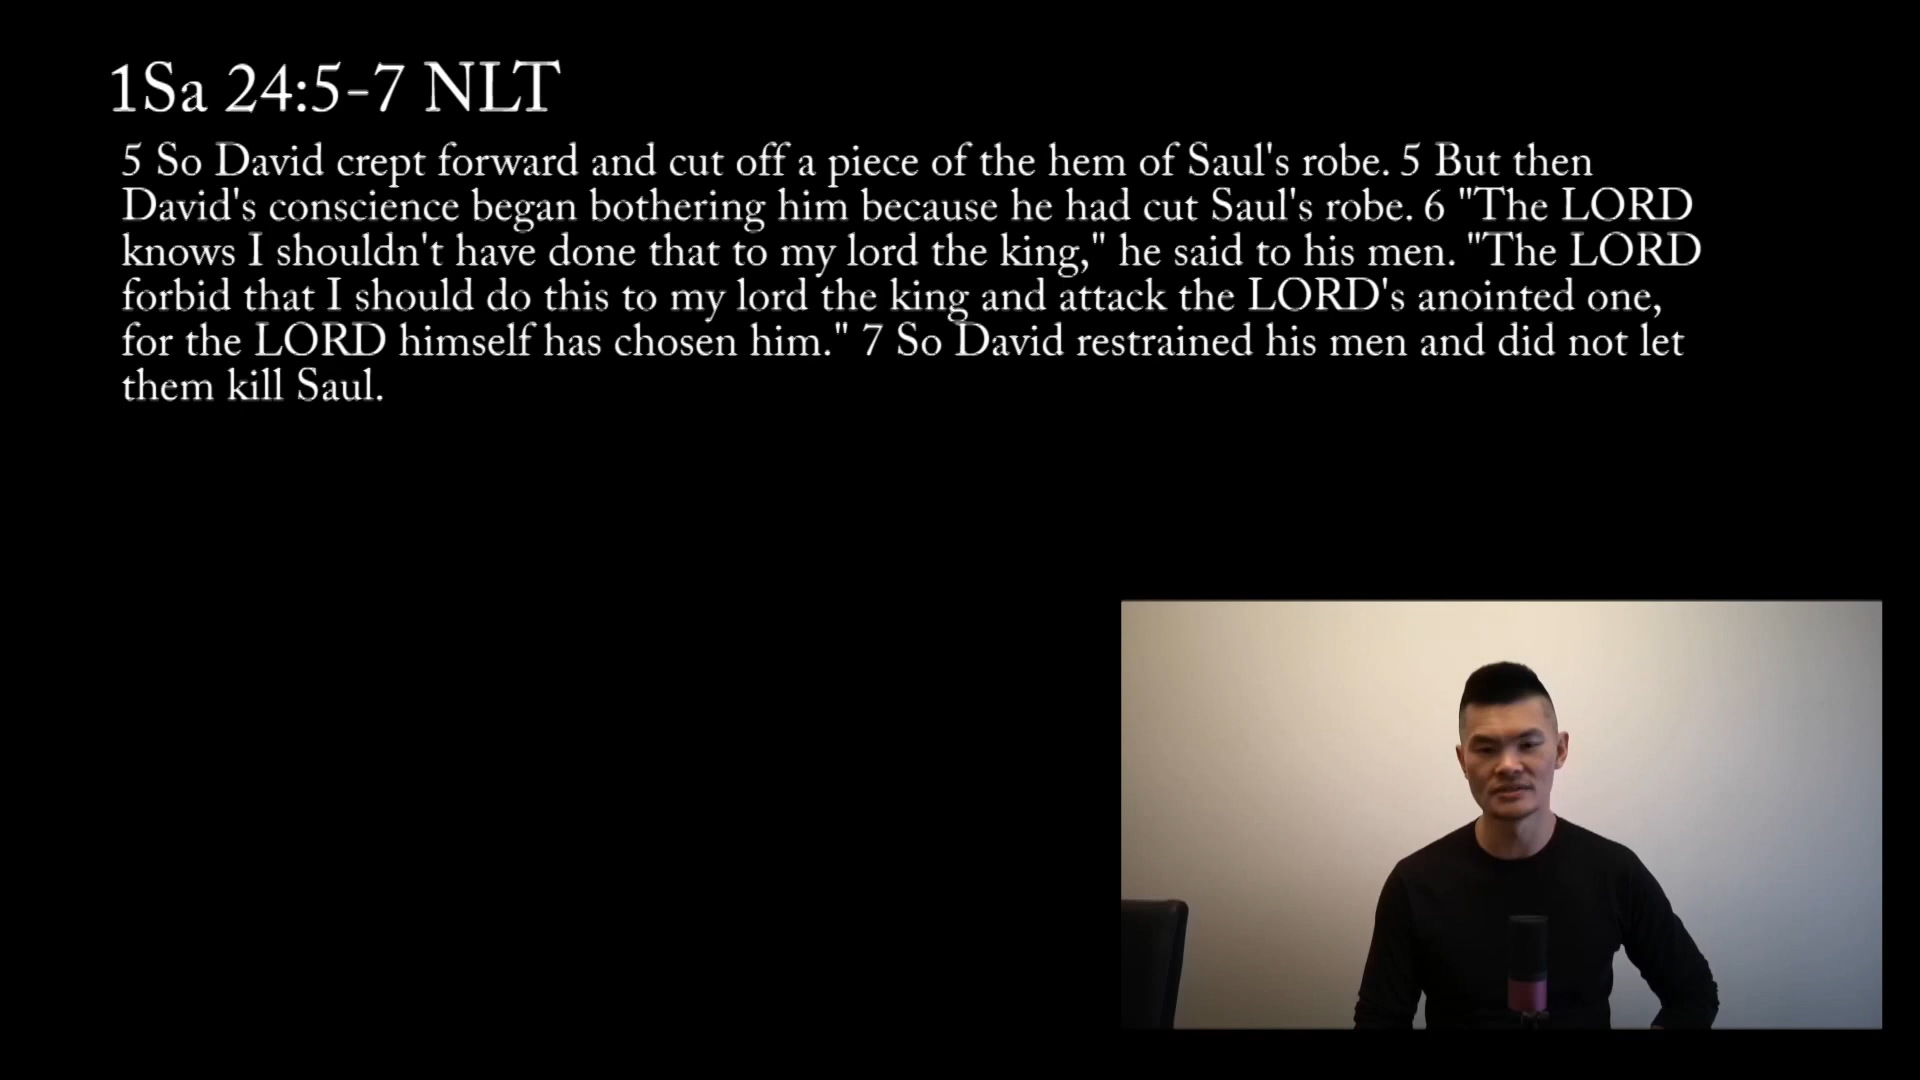 1Sa 24:5-7 NLT
5 So David crept forward and cut off a piece of the hem of Saul's robe. 5 But then
David's conscience began bothering him because he had cut Saul's robe. 6 "The LORD
knows I shouldn't have done that to my lord the king," he said to his men. "The LORD
forbid that I should do this to my lord the king and attack the LORD's anointed one,
for the LORD himself has chosen him." 7 So David restrained his men and did not let
them kill Saul.